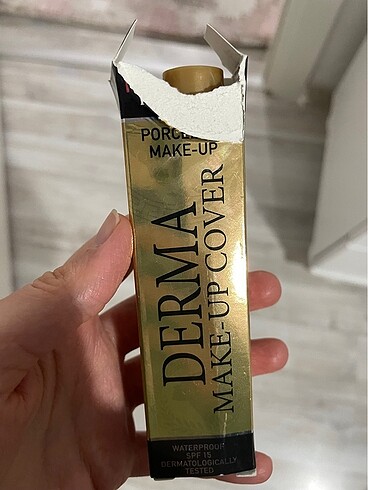 MAKE-UP
DERMA
MAKE-UP COVER
WATERPROOF
SPF 15
DERMATOLOGICALLY
TESTED